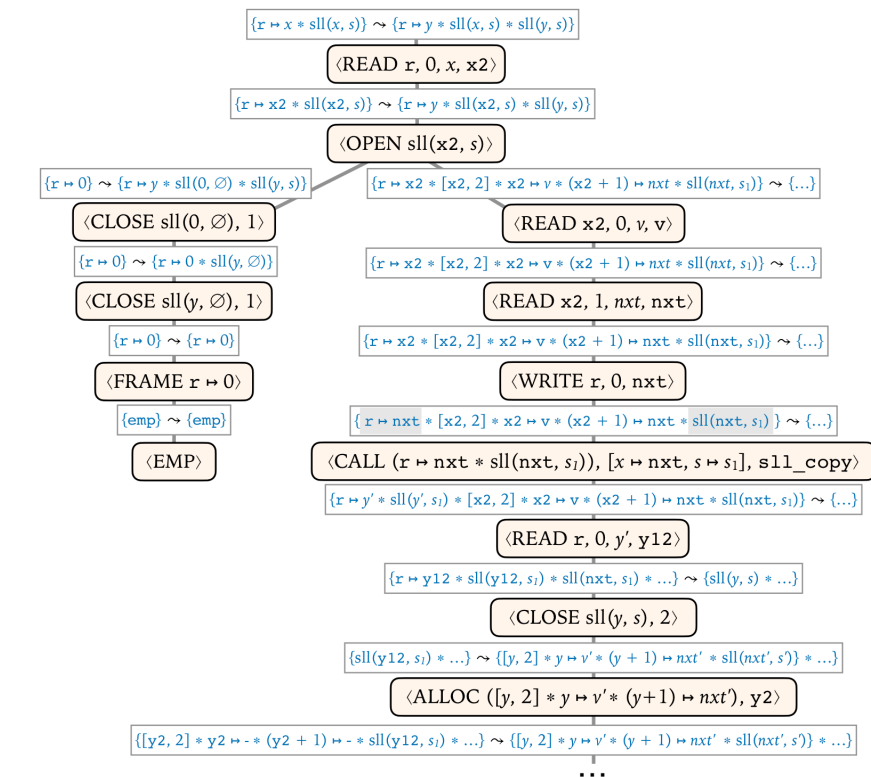 {r ↦ x * sll(x, s)} ⤳ {r ↦ y * sll(x, s) * sll(y, s)}
⟨READ r, 0, x, x2⟩
{r ↦ x2 * sll(x2, s)} ⤳ {r ↦ y * sll(x2, s) * sll(y, s)}
⟨OPEN sll(x2, s)⟩
{r ↦ 0} ⤳ {r ↦ y * sll(0, ∅) * sll(y, s)}
⟨CLOSE sll(0, ∅), 1⟩
{r ↦ 0} ⤳ {r ↦ 0 * sll(y, ∅)}
⟨CLOSE sll(y, ∅), 1⟩
{r ↦ 0} ⤳ {r ↦ 0}
⟨FRAME r ↦ 0⟩
{emp} ⤳ {emp}
⟨EMP⟩
{r ↦ x2 * [x2, 2] * x2 ↦ v * (x2 + 1) ↦ nxt * sll(nxt, s₁)} ⤳ {…}
⟨READ x2, 0, v, v⟩
{r ↦ x2 * [x2, 2] * x2 ↦ v * (x2 + 1) ↦ nxt * sll(nxt, s₁)} ⤳ {…}
⟨READ x2, 1, nxt, nxt⟩
{r ↦ x2 * [x2, 2] * x2 ↦ v * (x2 + 1) ↦ nxt * sll(nxt, s₁)} ⤳ {…}
⟨WRITE r, 0, nxt⟩
{ r ↦ nxt * [x2, 2] * x2 ↦ v * (x2 + 1) ↦ nxt * sll(nxt, s₁) } ⤳ {…}
⟨CALL (r ↦ nxt * sll(nxt, s₁)), [x ↦ nxt, s ↦ s₁], sll_copy⟩
{r ↦ y′ * sll(y′, s₁) * [x2, 2] * x2 ↦ v * (x2 + 1) ↦ nxt * sll(nxt, s₁)} ⤳ {…}
⟨READ r, 0, y′, y12⟩
{r ↦ y12 * sll(y12, s₁) * sll(nxt, s₁) * …} ⤳ {sll(y, s) * …}
⟨CLOSE sll(y, s), 2⟩
{sll(y12, s₁) * …} ⤳ {[y, 2] * y ↦ v′ * (y + 1) ↦ nxt′ * sll(nxt′, s′)} * …}
⟨ALLOC ([y, 2] * y ↦ v′ * (y+1) ↦ nxt′), y2⟩
{[y2, 2] * y2 ↦ - * (y2 + 1) ↦ - * sll(y12, s₁) * …} ⤳ {[y, 2] * y ↦ v′ * (y + 1) ↦ nxt′ * sll(nxt′, s′)} * …}
…